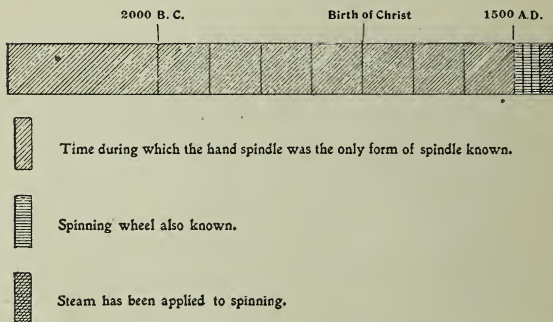 2000 B. C. Birth of Christ 1500 A.D.
Time during which the hand spindle was the only form of spindle known.
Spinning wheel also known.
Steam has been applied to spinning.